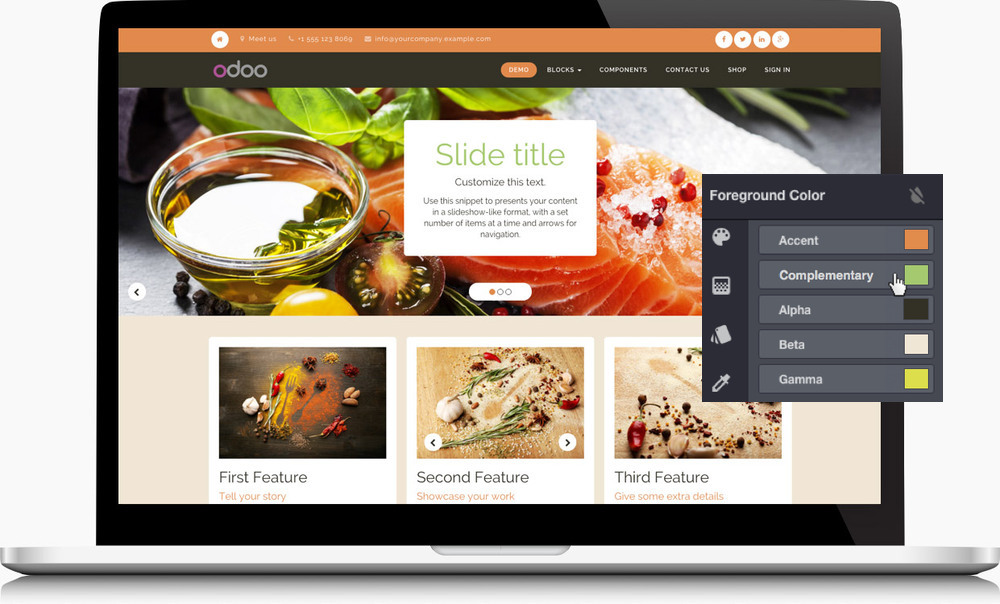 Meet us +1 555 123 8069 info@yourcompany.example.com
odoo DEMO BLOCKS COMPONENTS CONTACT US SHOP SIGN IN
Slide title
Customize this text.
Use this snippet to presents your content
in a slideshow-like format, with a set
number of items at a time and arrows for
navigation.
Foreground Color
Accent
Complementary
Alpha
Beta
Gamma
First Feature Second Feature Third Feature
Tell your story Showcase your work Give some extra details